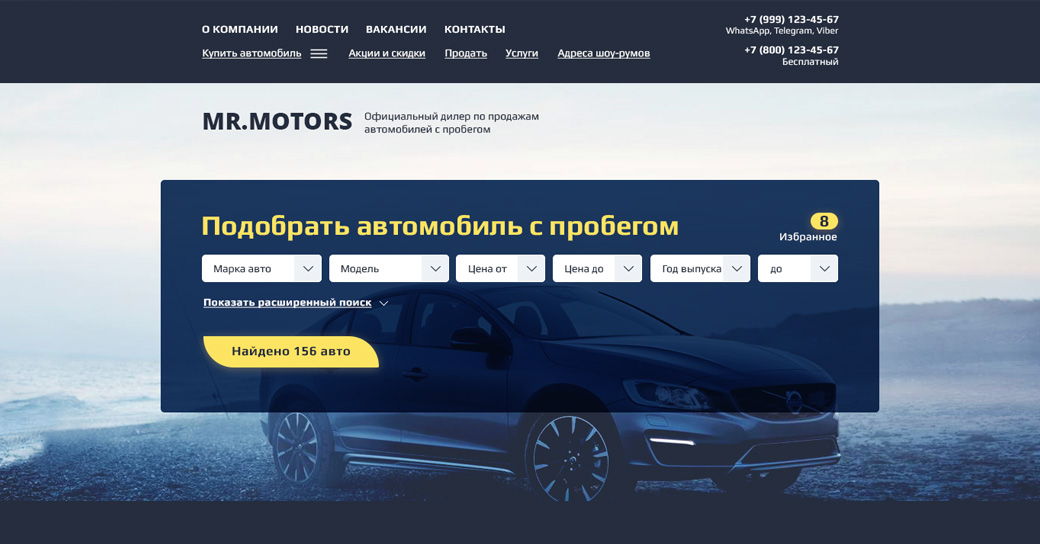 О КОМПАНИИ НОВОСТИ ВАКАНСИИ КОНТАКТЫ
+7 (999) 123-45-67
WhatsApp, Telegram, Viber
Купить автомобиль Акции и скидки Продать Услуги Адреса шоу-румов
+7 (800) 123-45-67
Бесплатный
MR.MOTORS
Официальный дилер по продажам
автомобилей с пробегом
Подобрать автомобиль с пробегом
8
Избранное
Марка авто Модель Цена от Цена до Год выпуска до
Показать расширенный поиск
Найдено 156 авто